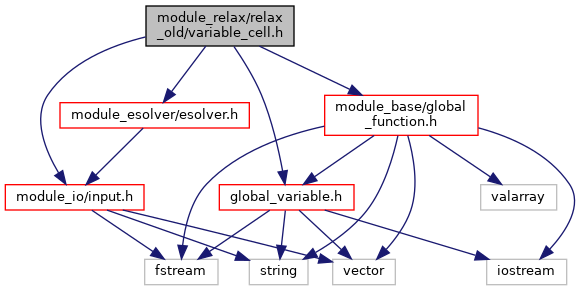 module_relax/relax
_old/variable_cell.h
module_base/global
_function.h
module_esolver/esolver.h
module_io/input.h
global_variable.h
valarray
fstream
string
vector
iostream